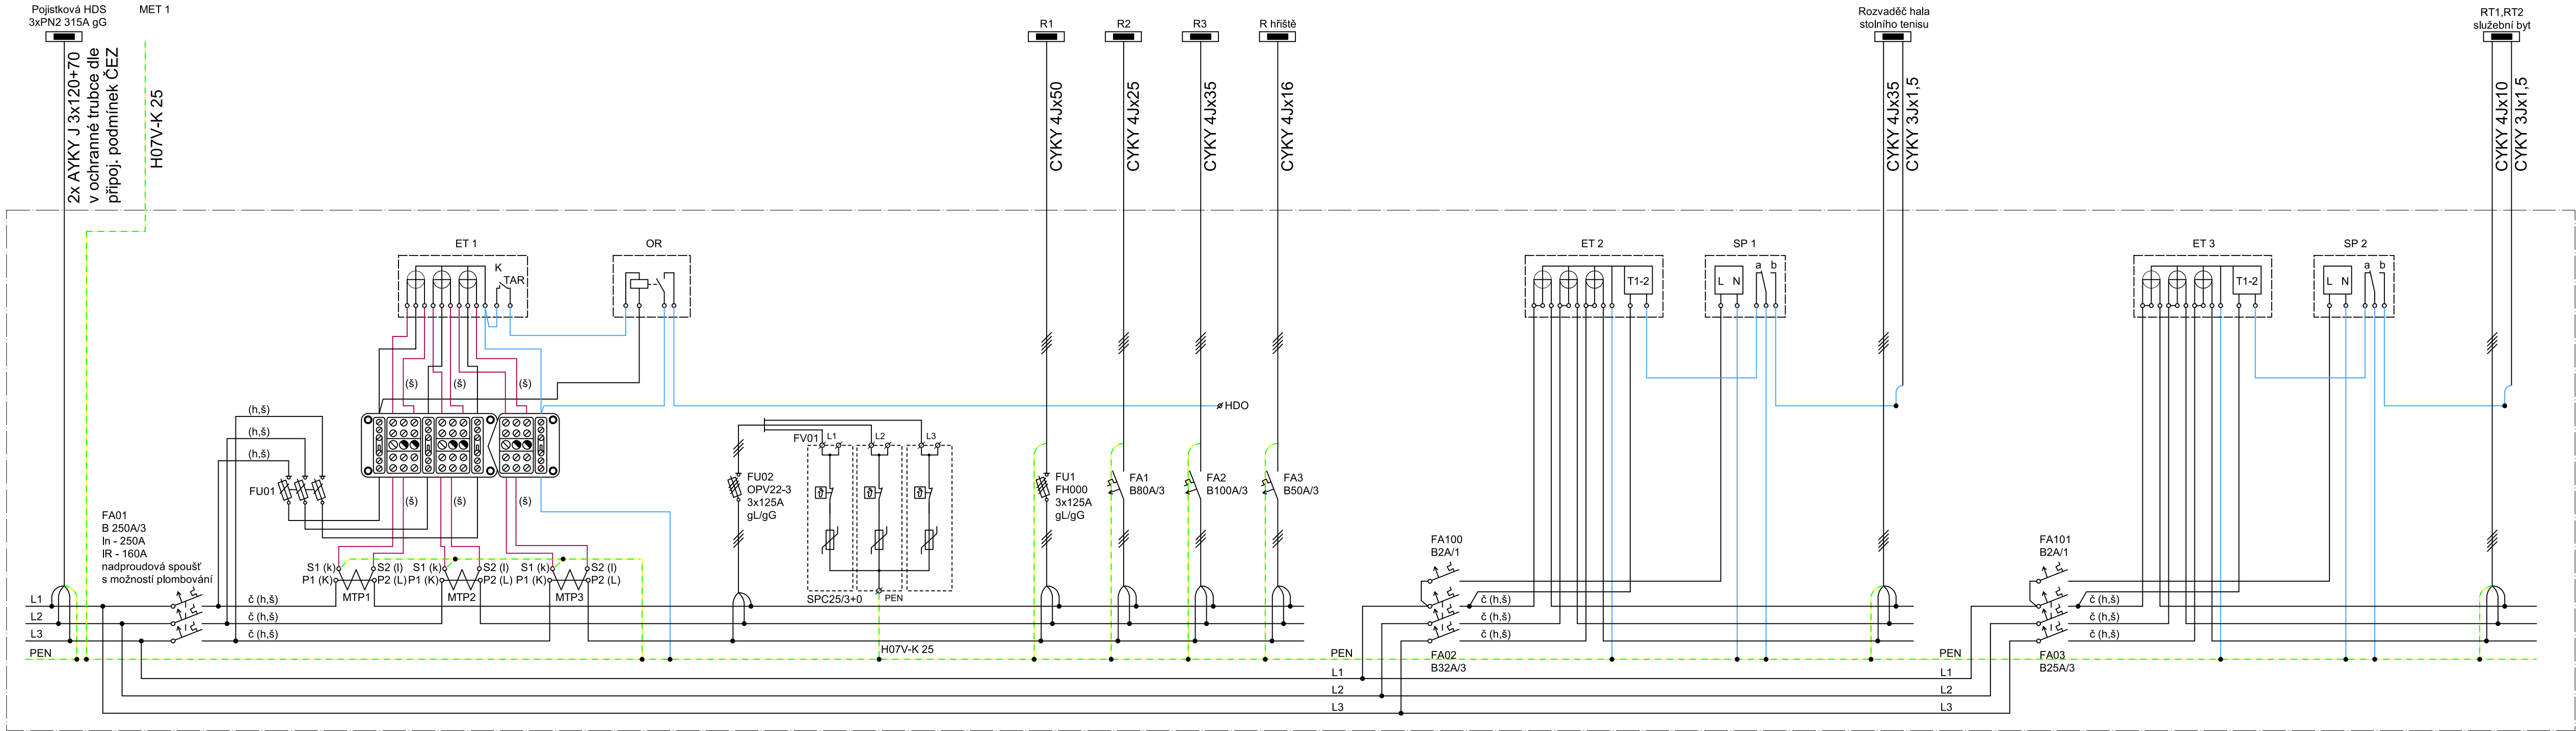 Pojistková HDS
3xPN2 315A gG
MET 1
2x AYKY J 3x120+70
v ochranné trubce dle
připoj. podmínek ČEZ
H07V-K 25
R1
CYKY 4Jx50
R2
CYKY 4Jx25
R3
CYKY 4Jx35
R hřiště
CYKY 4Jx16
Rozvaděč hala
stolního tenisu
CYKY 4Jx35
CYKY 3Jx1,5
RT1,RT2
služební byt
CYKY 4Jx10
CYKY 3Jx1,5
ET 1
K
TAR
OR
ET 2
T1-2
SP 1
L N
a b
ET 3
T1-2
SP 2
L N
a b
(š)
(š)
(š)
(h,š)
(h,š)
(h,š)
HDO
FU01
(š)
(š)
(š)
FV01
L1
L2
L3
FU02
OPV22-3
3x125A
gL/gG
FU1
FH000
3x125A
gL/gG
FA1
B80A/3
FA2
B100A/3
FA3
B50A/3
SPC25/3+0
PEN
FA01
B 250A/3
In - 250A
IR - 160A
nadproudová spoušť
s možností plombování
S1 (k)
S2 (l)
P1 (K)
P2 (L)
MTP1
S1 (k)
S2 (l)
P1 (K)
P2 (L)
MTP2
S1 (k)
S2 (l)
P1 (K)
P2 (L)
MTP3
FA100
B2A/1
FA101
B2A/1
L1
L2
L3
PEN
č (h,š)
č (h,š)
č (h,š)
č (h,š)
č (h,š)
č (h,š)
č (h,š)
č (h,š)
č (h,š)
H07V-K 25
PEN
FA02
B32A/3
PEN
FA03
B25A/3
L1
L2
L3
L1
L2
L3